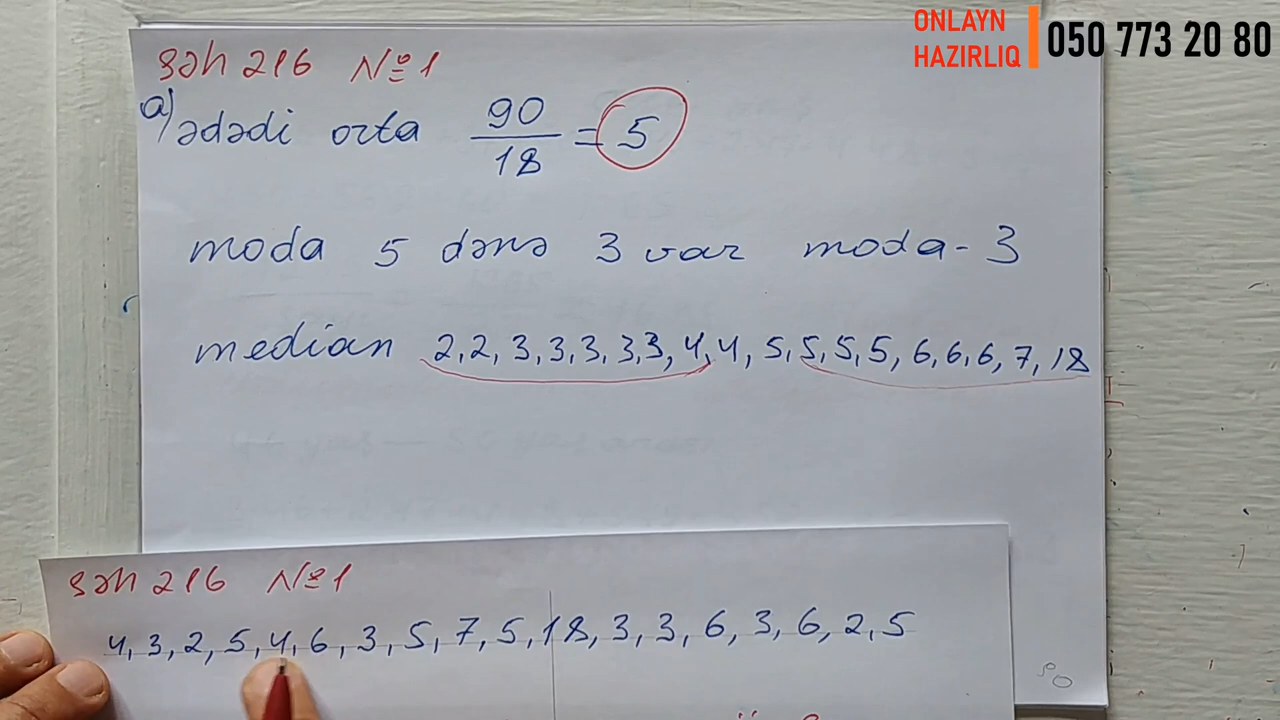 ONLAYN
HAZIRLIQ
050 773 20 80
səh 216 №1
a) ədədi orta 90/18 = 5
moda 5 dənə 3 var moda - 3
median 2, 2, 3, 3, 3, 3, 3, 4, 4, 5, 5, 5, 5, 6, 6, 6, 7, 18
səh 216 №1
4, 3, 2, 5, 4, 6, 3, 5, 7, 5, 18, 3, 3, 6, 3, 6, 2, 5